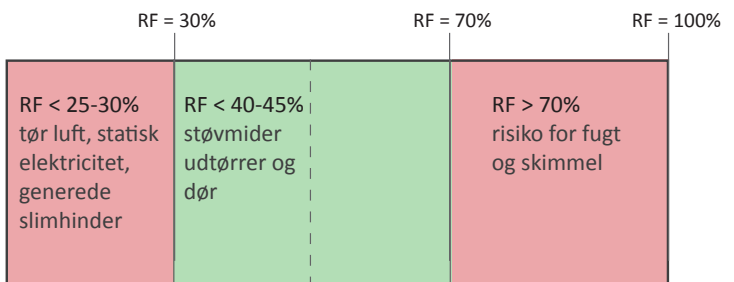 RF = 30%
RF = 70%
RF = 100%
RF < 25-30%
tør luft, statisk
elektricitet,
generede
slimhinder
RF < 40-45%
støvmider
udtørrer og
dør
RF > 70%
risiko for fugt
og skimmel